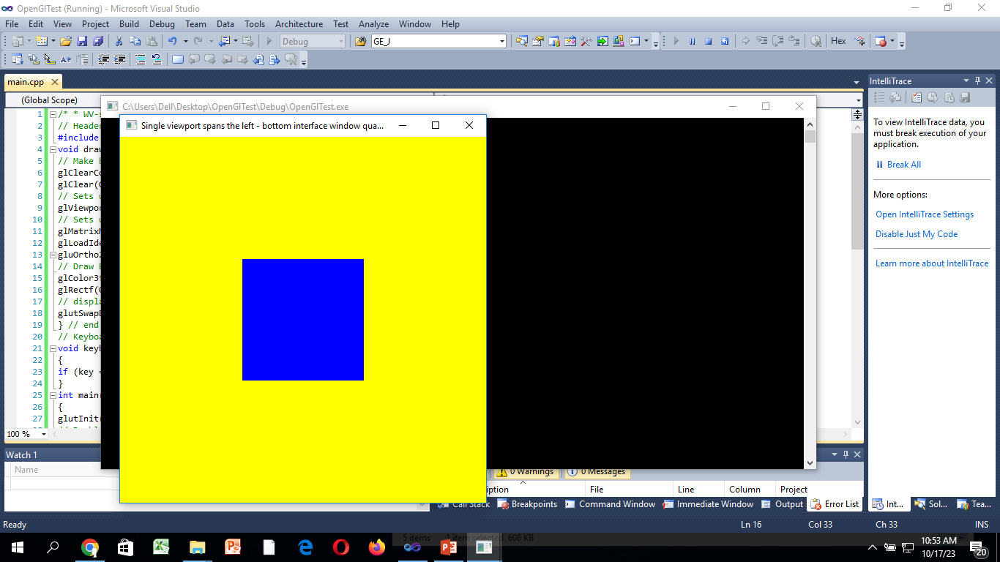 OpenGlTest (Running) - Microsoft Visual Studio
File Edit View Project Build Debug Team Data Tools Architecture Test Analyze Window Help
Debug GE_J Hex
main.cpp
(Global Scope)
C:\Users\Dell\Desktop\OpenGlTest\Debug\OpenGlTest.exe
Single viewport spans the left - bottom interface window qua...
1 /* * WV-
2 // Header
3 #include
4 void draw
5 // Make b
6 glClearCo
7 glClear(
8 // Sets u
9 glViewpor
10 // Sets u
11 glMatrixM
12 glLoadIde
13 gluOrtho2
14 // Draw B
15 glColor3f
16 glRectf(
17 // displa
18 glutSwapB
19 } // end
20 // Keyboa
21 void keyb
22 {
23 if (key =
24 }
25 int main(
26 {
27 glutInit(
100 %
IntelliTrace
To view IntelliTrace data, you
must break execution of your
application.
Break All
More options:
Open IntelliTrace Settings
Disable Just My Code
Learn more about IntelliTrace
Watch 1
Name
0 Warnings 0 Messages
ption File Line Column Project
Call Stack Breakpoints Command Window Immediate Window Output Error List Int... Sol... Tea...
Ready Ln 16 Col 33 Ch 33 INS
5 items 1 item selected 608 KB
10:53 AM
10/17/23
20